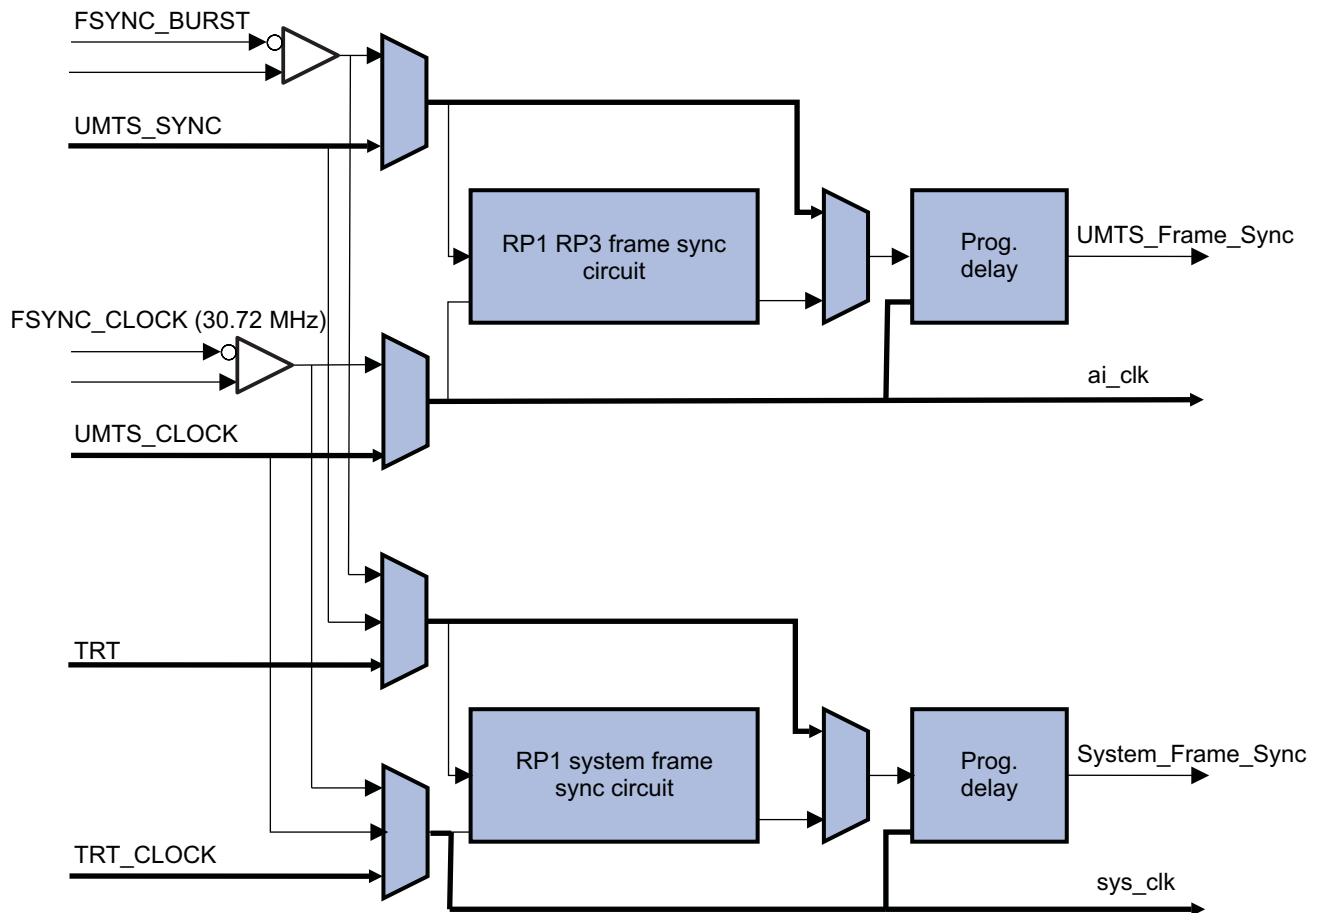 FSYNC_BURST
UMTS_SYNC
RP1 RP3 frame sync
circuit
Prog.
delay
UMTS_Frame_Sync
FSYNC_CLOCK (30.72 MHz)
ai_clk
UMTS_CLOCK
TRT
RP1 system frame
sync circuit
Prog.
delay
System_Frame_Sync
TRT_CLOCK
sys_clk